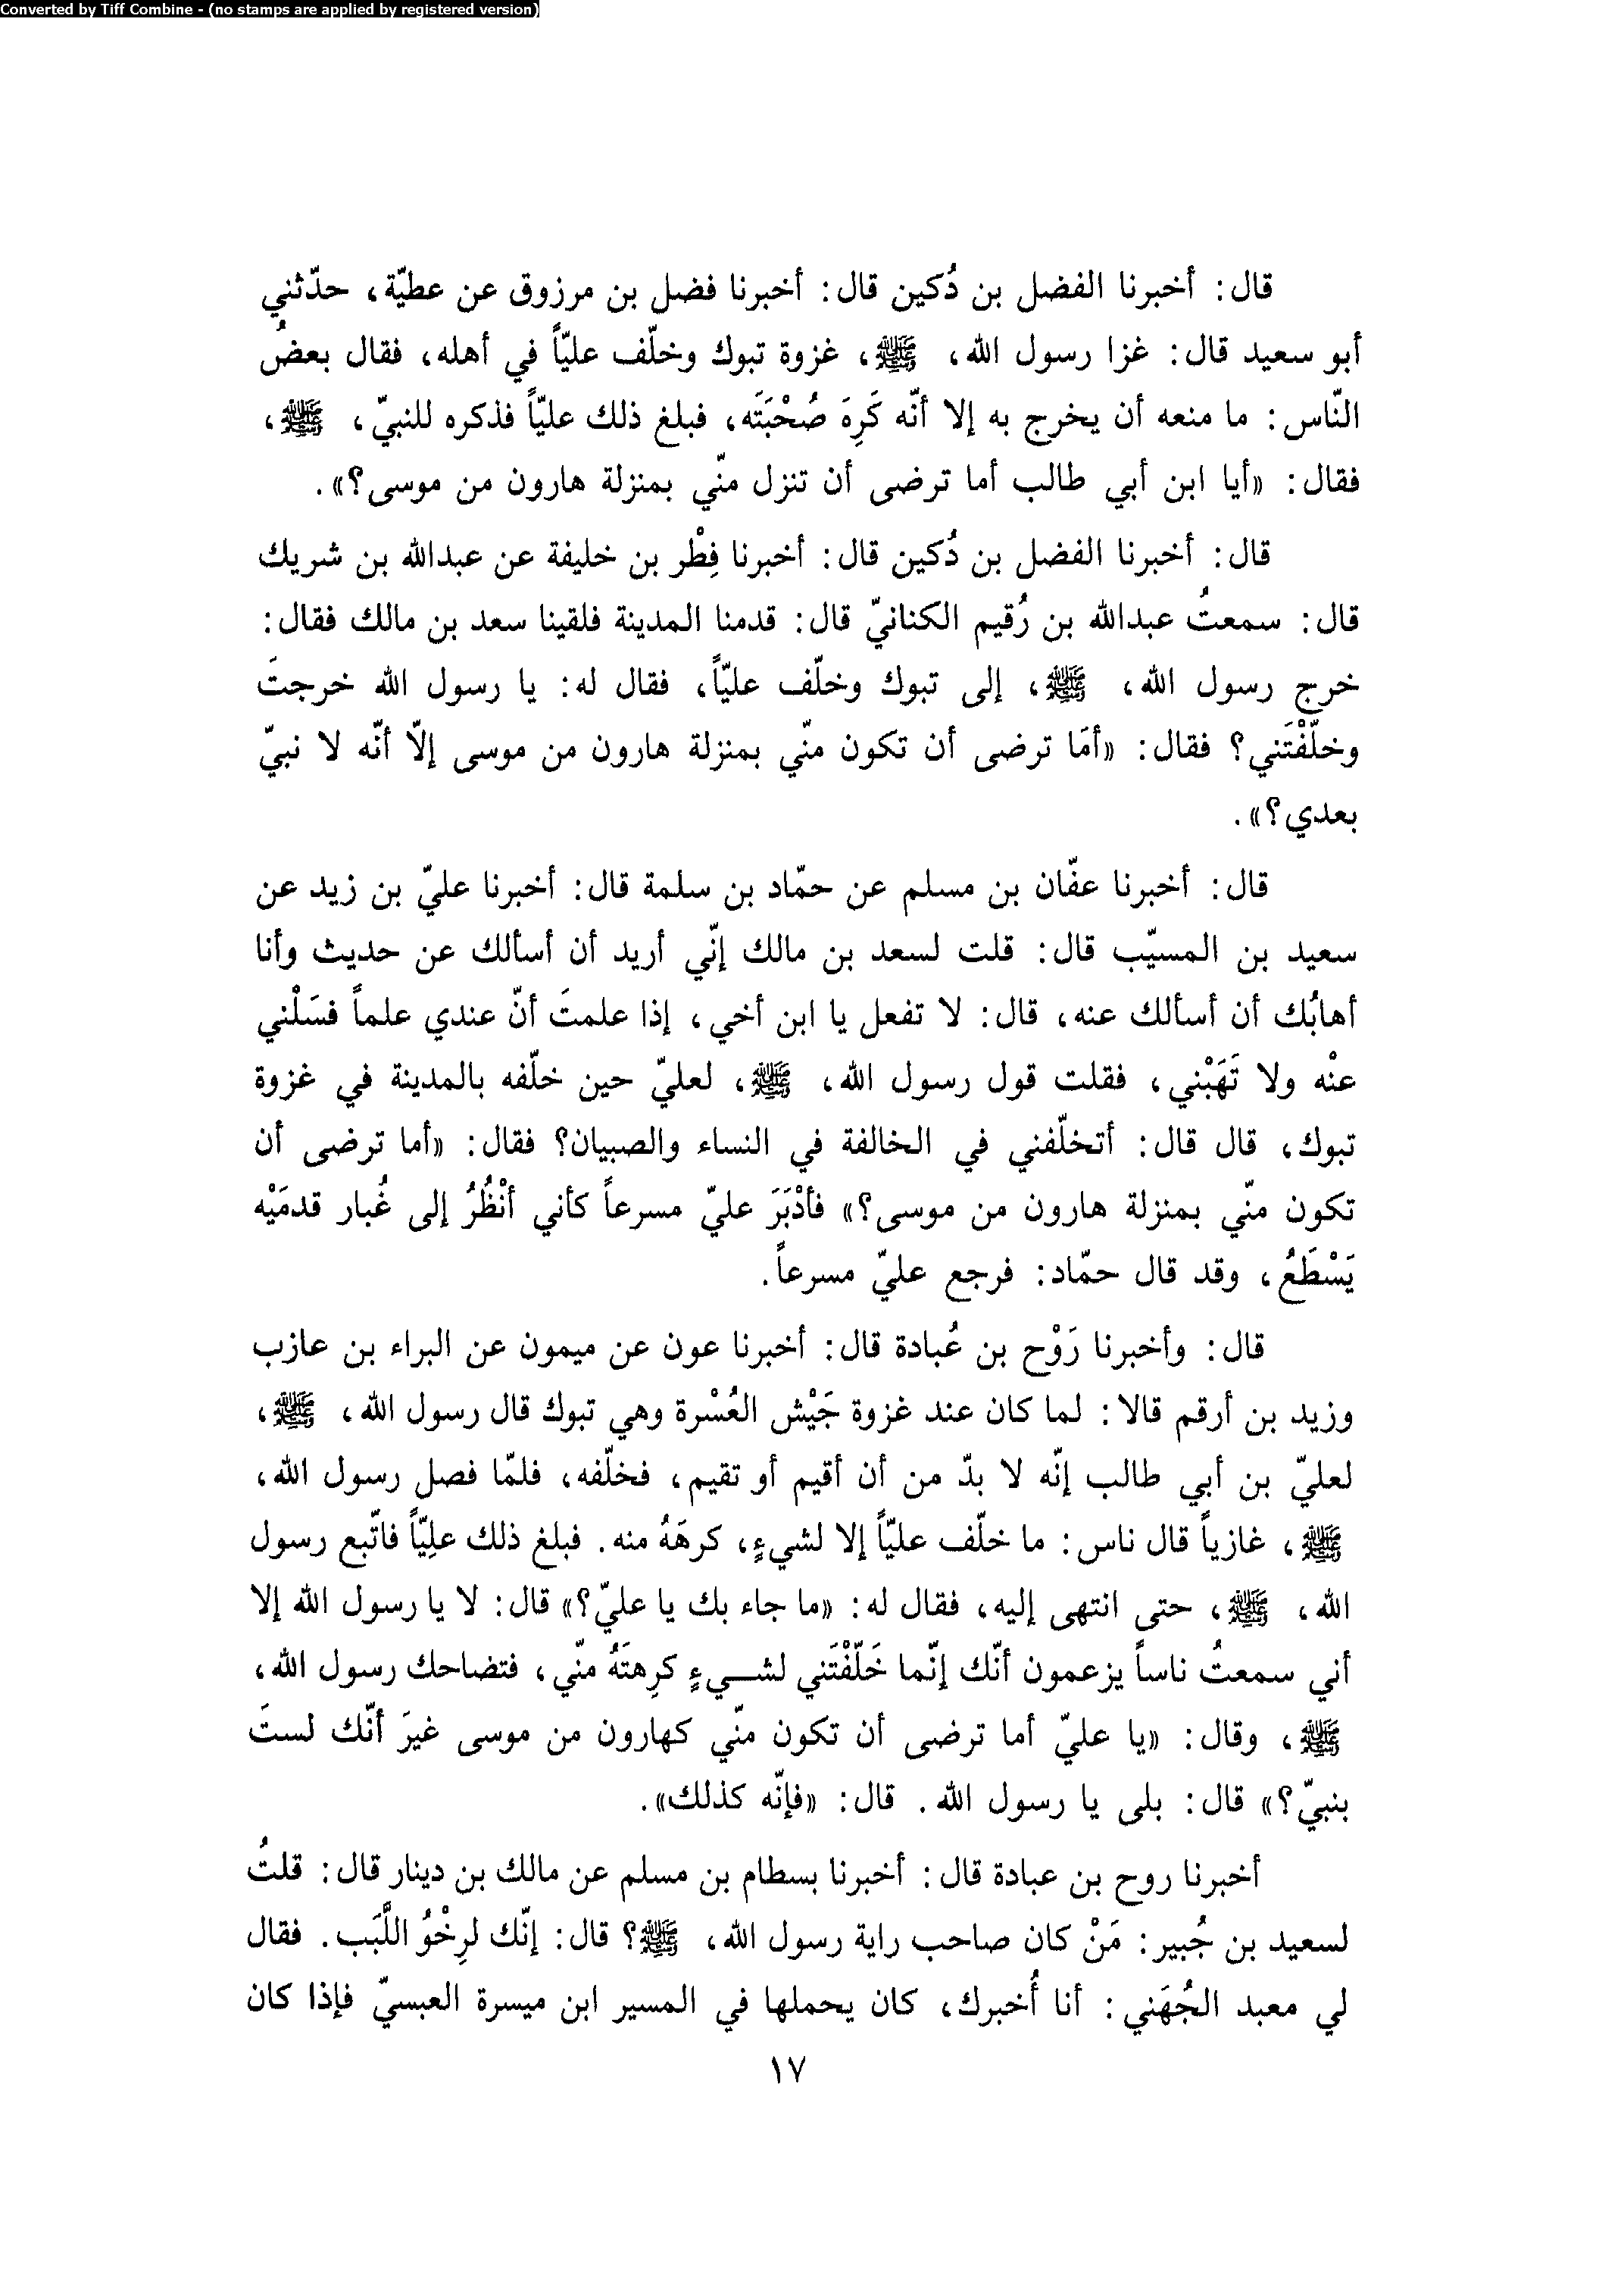 Converted by Tiff Combine - (no stamps are applied by registered version)
قال: أخبرنا الفضل بن دُكين قال: أخبرنا فضل بن مرزوق عن عطيّة، حدّثني
أبو سعيد قال: غزا رسول الله، ﷺ، غزوة تبوك وخلّف عليّاً في أهله، فقال بعضُ
النّاس: ما منعه أن يخرج به إلا أنّه كَرِهَ صُحْبَتَه، فبلغ ذلك عليّاً فذكره للنبيّ، ﷺ،
فقال: «أيا ابن أبي طالب أما ترضى أن تنزل منّي بمنزلة هارون من موسى؟».
قال: أخبرنا الفضل بن دُكين قال: أخبرنا فِطْر بن خليفة عن عبدالله بن شريك
قال: سمعتُ عبدالله بن رُقيم الكنانيّ قال: قدمنا المدينة فلقينا سعد بن مالك فقال:
خرج رسول الله، ﷺ، إلى تبوك وخلّف عليّاً، فقال له: يا رسول الله خرجتَ
وخلّفْتَني؟ فقال: «أمَا ترضى أن تكون منّي بمنزلة هارون من موسى إلاّ أنّه لا نبيّ
بعدي؟».
قال: أخبرنا عفّان بن مسلم عن حمّاد بن سلمة قال: أخبرنا عليّ بن زيد عن
سعيد بن المسيّب قال: قلت لسعد بن مالك إنّي أريد أن أسألك عن حديث وأنا
أهابُك أن أسألك عنه، قال: لا تفعل يا ابن أخي، إذا علمتَ أنّ عندي علماً فسَلْني
عنْه ولا تَهَبْني، فقلت قول رسول الله، ﷺ، لعليّ حين خلّفه بالمدينة في غزوة
تبوك، قال قال: أتخلّفني في الخالفة في النساء والصبيان؟ فقال: «أما ترضى أن
تكون منّي بمنزلة هارون من موسى؟» فأدْبَرَ عليّ مسرعاً كأني أنْظُرُ إلى غُبار قدمَيْه
يَسْطَعُ، وقد قال حمّاد: فرجع عليّ مسرعاً.
قال: وأخبرنا رَوْح بن عُبادة قال: أخبرنا عون عن ميمون عن البراء بن عازب
وزيد بن أرقم قالا: لما كان عند غزوة جَيْش العُسْرة وهي تبوك قال رسول الله، ﷺ،
لعليّ بن أبي طالب إنّه لا بدّ من أن أقيم أو تقيم، فخلّفه، فلمّا فصل رسول الله،
ﷺ، غازياً قال ناس: ما خلّف عليّاً إلا لشيءٍ، كرهَهُ منه. فبلغ ذلك علِيّاً فاتّبع رسول
الله، ﷺ، حتى انتهى إليه، فقال له: «ما جاء بك يا عليّ؟» قال: لا يا رسول الله إلا
أني سمعتُ ناساً يزعمون أنّك إنّما خَلّفْتَني لشـيءٍ كرِهتَهُ منّي، فتضاحك رسول الله،
ﷺ، وقال: «يا عليّ أما ترضى أن تكون منّي كهارون من موسى غيرَ أنّك لستَ
بنبيّ؟» قال: بلى يا رسول الله. قال: «فإنّه كذلك».
أخبرنا روح بن عبادة قال: أخبرنا بسطام بن مسلم عن مالك بن دينار قال: قلتُ
لسعيد بن جُبير: مَنْ كان صاحب راية رسول الله، ﷺ؟ قال: إنّك لرِخْوُ اللَّبَب. فقال
لي معبد الجُهَني: أنا أُخبرك، كان يحملها في المسير ابن ميسرة العبسيّ فإذا كان
١٧